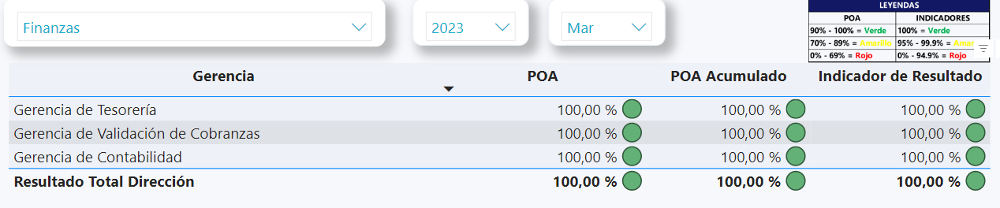 Finanzas
2023
Mar
LEYENDAS
POA INDICADORES
90% - 100% = Verde 100% = Verde
70% - 89% = Amarillo 95% - 99.9% =
0% - 69% = Rojo 0% - 94.9% = Rojo
Gerencia POA POA Acumulado Indicador de Resultado
Gerencia de Tesorería 100,00 % 100,00 % 100,00 %
Gerencia de Validación de Cobranzas 100,00 % 100,00 % 100,00 %
Gerencia de Contabilidad 100,00 % 100,00 % 100,00 %
Resultado Total Dirección 100,00 % 100,00 % 100,00 %